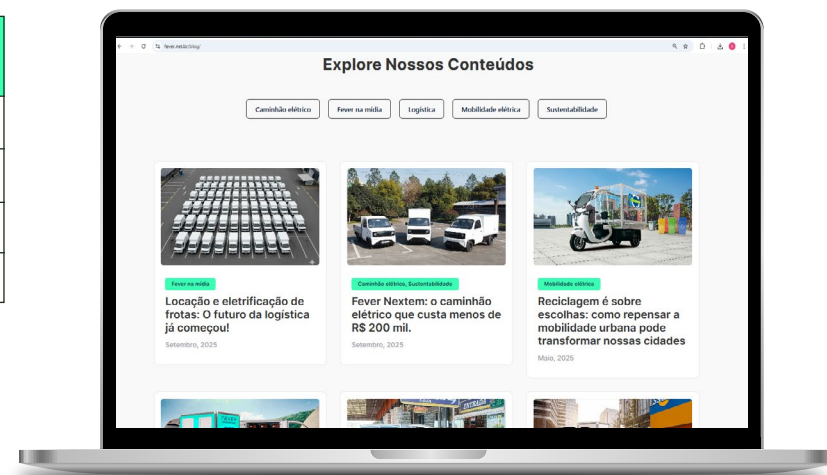 Explore Nossos Conteúdos
Caminhão elétrico
Fever na mídia
Logística
Mobilidade elétrica
Sustentabilidade
Fever na mídia
Locação e eletrificação de
frotas: O futuro da logística
já começou!
Setembro, 2025
Caminhão elétrico, Sustentabilidade
Fever Nextem: o caminhão
elétrico que custa menos de
R$ 200 mil.
Setembro, 2025
Mobilidade elétrica
Reciclagem é sobre
escolhas: como repensar a
mobilidade urbana pode
transformar nossas cidades
Maio, 2025
FEVER
ENTRADA